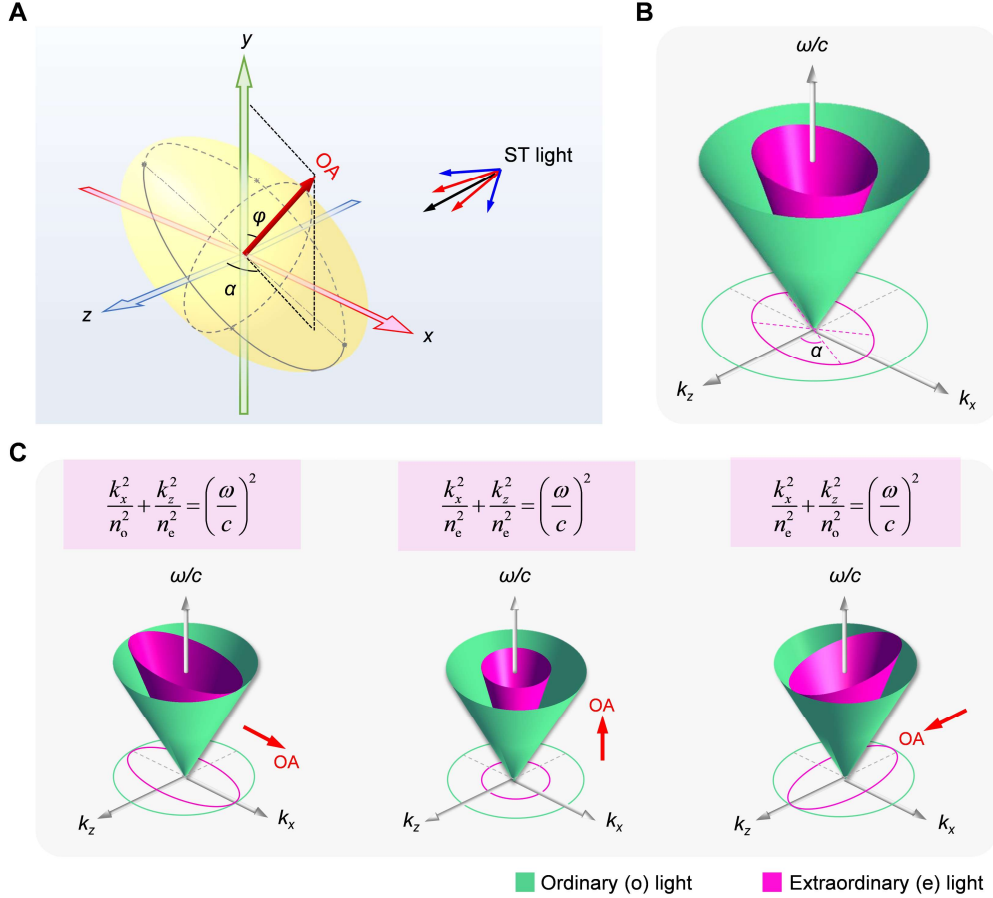 A
y
OA
ST light
φ
α
z
x
B
ω/c
α
k_z
k_x
C
k_x^2/n_o^2 + k_z^2/n_e^2 = (ω/c)^2
k_x^2/n_e^2 + k_z^2/n_e^2 = (ω/c)^2
k_x^2/n_e^2 + k_z^2/n_o^2 = (ω/c)^2
ω/c
OA
k_z
k_x
ω/c
OA
k_z
k_x
ω/c
OA
k_z
k_x
Ordinary (o) light
Extraordinary (e) light